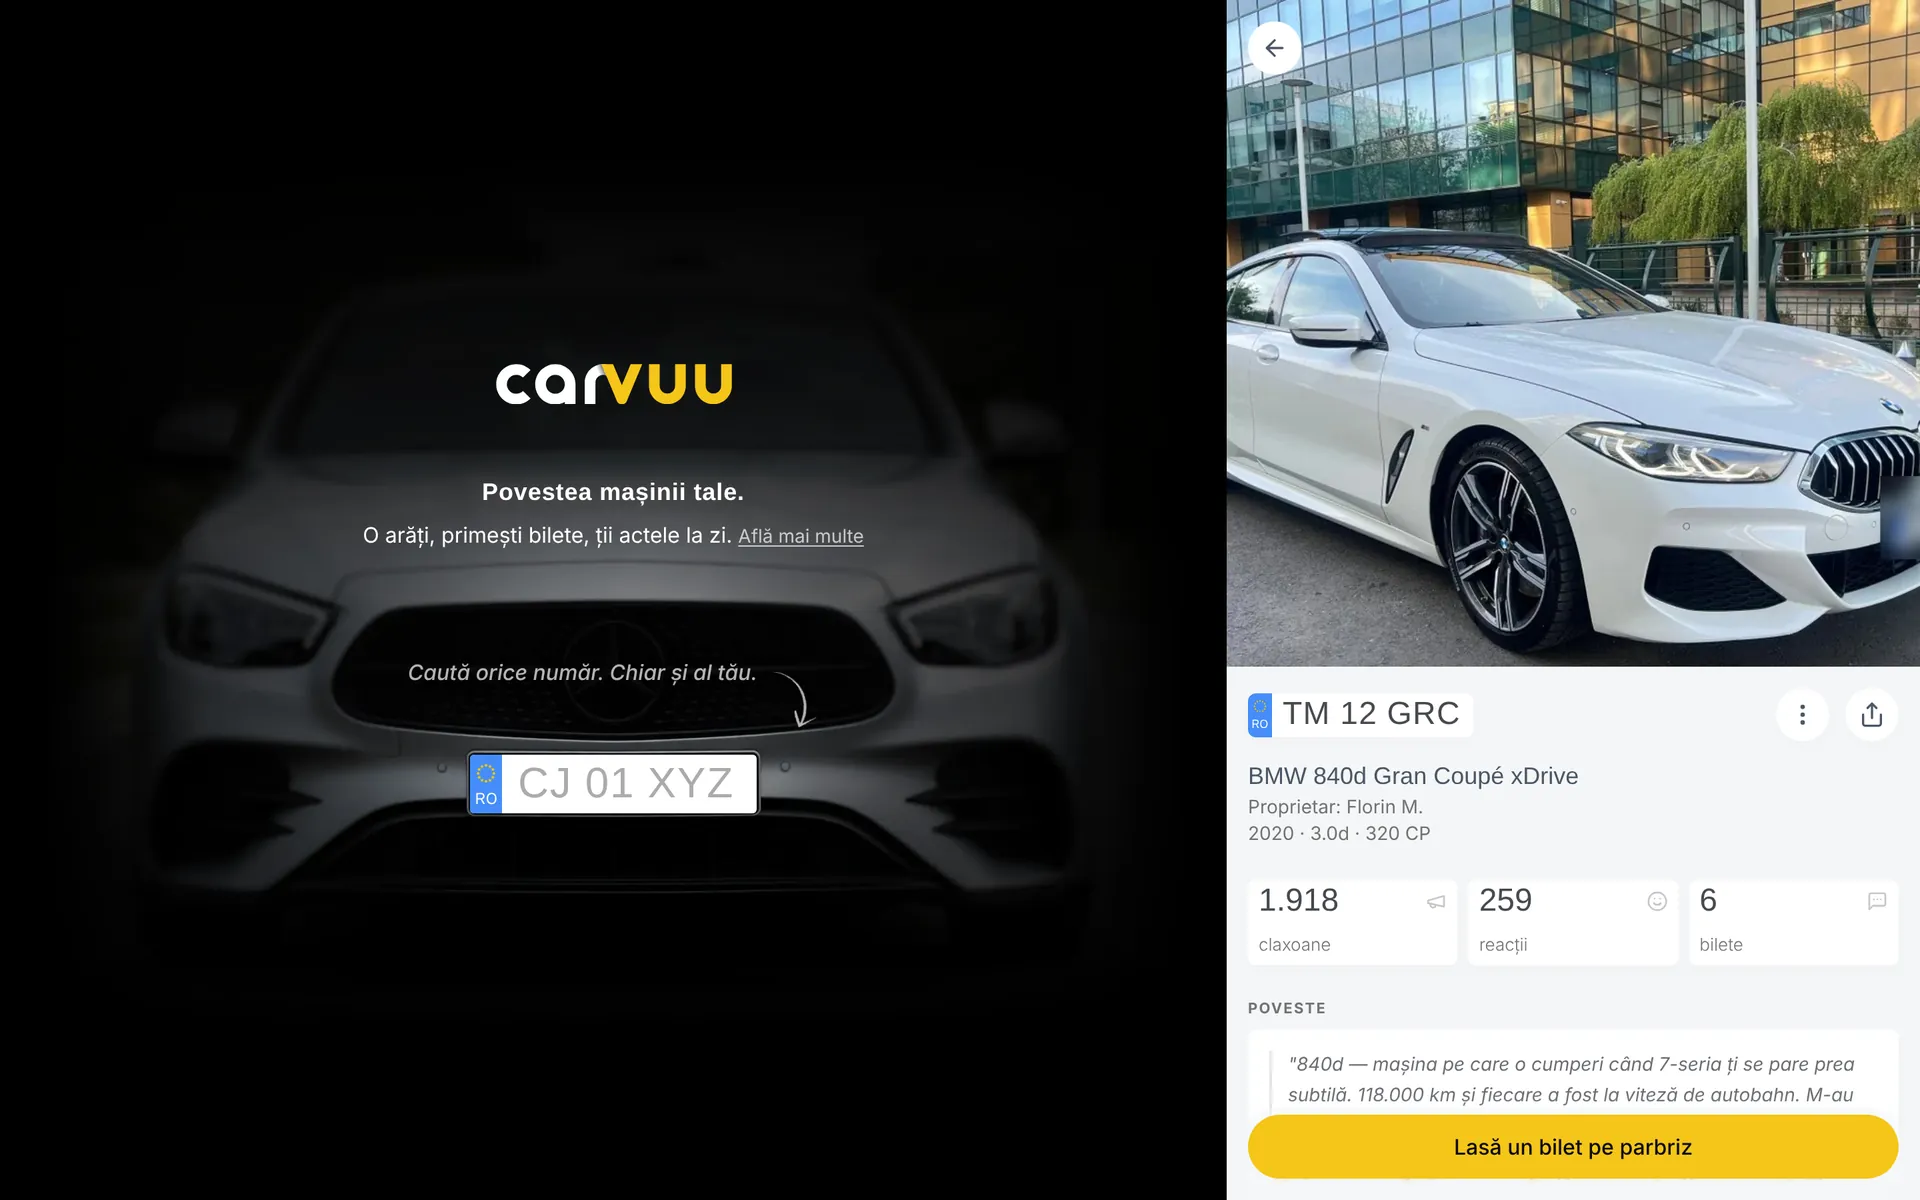 carvuu
Povestea mașinii tale.
O arăți, primești bilete, ții actele la zi. Află mai multe
Caută orice număr. Chiar și al tău.
RO CJ 01 XYZ
RO TM 12 GRC
BMW 840d Gran Coupé xDrive
Proprietar: Florin M.
2020 · 3.0d · 320 CP
1.918
claxoane
259
reacții
6
bilete
POVESTE
"840d — mașina pe care o cumperi când 7-seria ți se pare prea
subtilă. 118.000 km și fiecare a fost la viteză de autobahn. M-au
Lasă un bilet pe parbriz